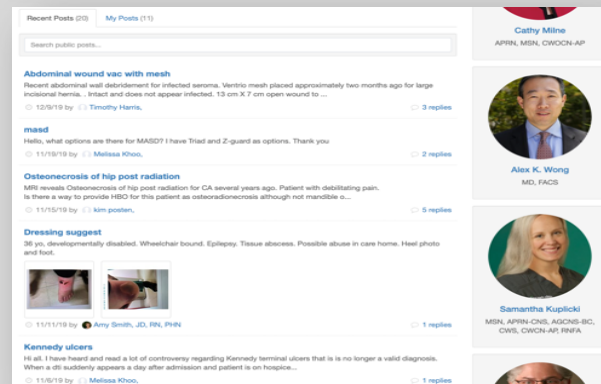 Recent Posts (20) My Posts (11)
Search public posts...
Abdominal wound vac with mesh
Recent abdominal wall debridement for infected seroma. Ventrio mesh placed approximately two months ago for large
incisional hernia. . Intact and does not appear infected. 13 cm X 7 cm open wound to ...
12/9/19 by Timothy Harris,
3 replies
masd
Hello, what options are there for MASD? I have Triad and Z-guard as options. Thank you
11/19/19 by Melissa Khoo,
2 replies
Osteonecrosis of hip post radiation
MRI reveals Osteonecrosis of hip post radiation for CA several years ago. Patient with debilitating pain.
Is there a way to provide HBO for this patient as osteoradionecrosis although not mandible o...
11/15/19 by kim posten,
5 replies
Dressing suggest
36 yo, developmentally disabled. Wheelchair bound. Epilepsy. Tissue abscess. Possible abuse in care home. Heel photo
and foot.
11/11/19 by Amy Smith, JD, RN, PHN
1 replies
Kennedy ulcers
Hi all. I have heard and read a lot of controversy regarding Kennedy terminal ulcers that is is no longer a valid diagnosis.
When a dti suddenly appears a day after admission and patient is on hospice...
11/6/19 by Melissa Khoo,
1 replies
Cathy Milne
APRN, MSN, CWOCN-AP
Alex K. Wong
MD, FACS
Samantha Kuplicki
MSN, APRN-CNS, AGCNS-BC,
CWS, CWCN-AP, RNFA